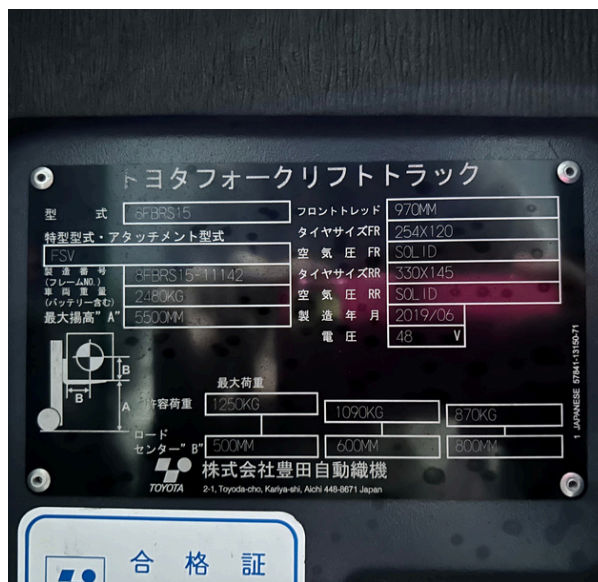 トヨタフォークリフトトラック
型式 8FBRS15
特型型式・アタッチメント型式
FSV
製造番号
(フレームNO.) 8FBRS15-11142
車両重量
(バッテリー含む) 2480KG
最大揚高"A" 5500MM
フロントトレッド 970MM
タイヤサイズFR 254X120
空気圧FR SOLID
タイヤサイズRR 330X145
空気圧RR SOLID
製造年月 2019/06
電圧 48 V
B
B
A
最大荷重
許容荷重 1250KG 1090KG 870KG
ロード
センター"B" 500MM 600MM 800MM
TOYOTA
株式会社豊田自動織機
2-1, Toyoda-cho, Kariya-shi, Aichi 448-8671 Japan
1 JAPANESE 57841-13150-71
合格証